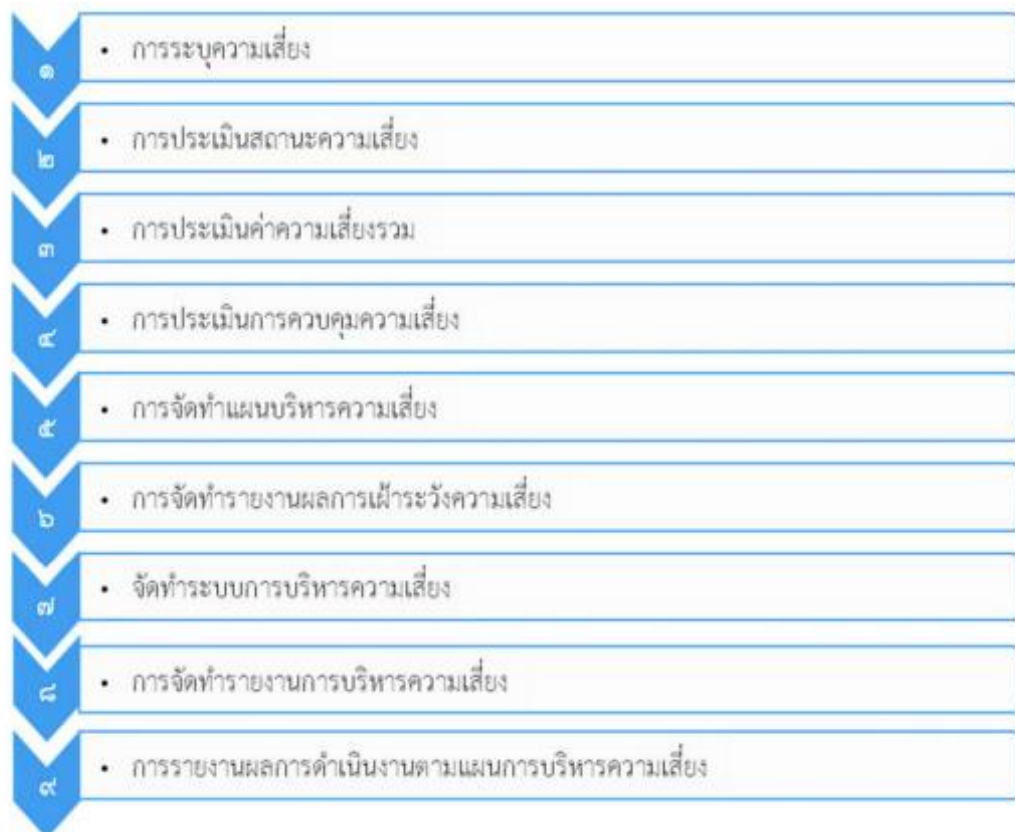 ๑
• การระบุความเสี่ยง
๒
• การประเมินสถานะความเสี่ยง
๓
• การประเมินค่าความเสี่ยงรวม
๔
• การประเมินการควบคุมความเสี่ยง
๕
• การจัดทำแผนบริหารความเสี่ยง
๖
• การจัดทำรายงานผลการเฝ้าระวังความเสี่ยง
๗
• จัดทำระบบการบริหารความเสี่ยง
๘
• การจัดทำรายงานการบริหารความเสี่ยง
๙
• การรายงานผลการดำเนินงานตามแผนการบริหารความเสี่ยง